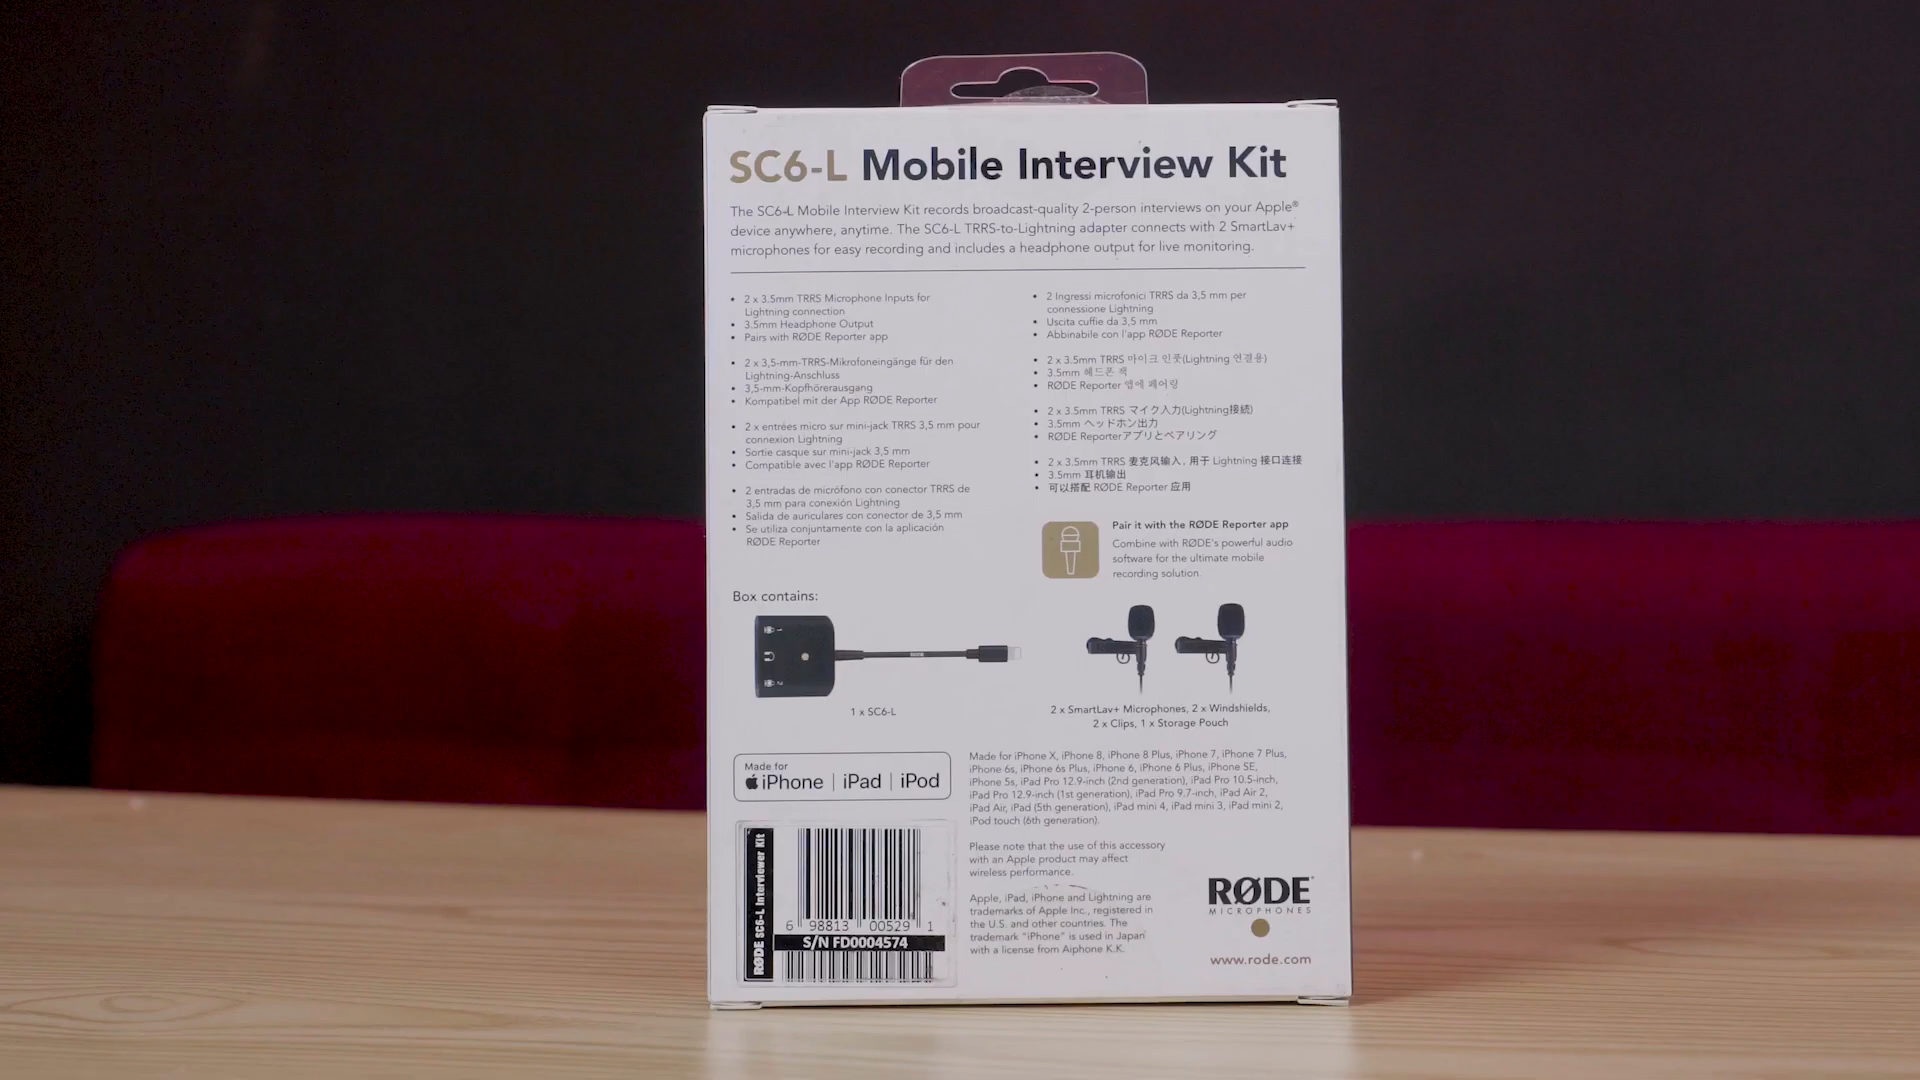 SC6-L Mobile Interview Kit
The SC6-L Mobile Interview Kit records broadcast-quality 2-person interviews on your Apple®
device anywhere, anytime. The SC6-L TRRS-to-Lightning adapter connects with 2 SmartLav+
microphones for easy recording and includes a headphone output for live monitoring.
• 2 x 3.5mm TRRS Microphone Inputs for
Lightning connection
• 3.5mm Headphone Output
• Pairs with RØDE Reporter app
• 2 x 3,5-mm-TRRS-Mikrofoneingänge für den
Lightning-Anschluss
• 3,5-mm-Kopfhörerausgang
• Kompatibel mit der App RØDE Reporter
• 2 x entrées micro sur mini-jack TRRS 3,5 mm pour
connexion Lightning
• Sortie casque sur mini-jack 3,5 mm
• Compatible avec l'app RØDE Reporter
• 2 entradas de micrófono con conector TRRS de
3,5 mm para conexión Lightning
• Salida de auriculares con conector de 3,5 mm
• Se utiliza conjuntamente con la aplicación
RØDE Reporter
• 2 Ingressi microfonici TRRS da 3,5 mm per
connessione Lightning
• Uscita cuffie da 3,5 mm
• Abbinabile con l'app RØDE Reporter
• 2 x 3.5mm TRRS 마이크 인풋(Lightning 연결용)
• 3.5mm 헤드폰 잭
• RØDE Reporter 앱에 페어링
• 2 x 3.5mm TRRS マイク入力(Lightning接続)
• 3.5mm ヘッドホン出力
• RØDE Reporterアプリとペアリング
• 2 x 3.5mm TRRS 麦克风输入, 用于 Lightning 接口连接
• 3.5mm 耳机输出
• 可以搭配 RØDE Reporter 应用
Pair it with the RØDE Reporter app
Combine with RØDE's powerful audio
software for the ultimate mobile
recording solution.
Box contains:
1
2
RØDE
1 x SC6-L
2 x SmartLav+ Microphones, 2 x Windshields,
2 x Clips, 1 x Storage Pouch
Made for
iPhone | iPad | iPod
Made for iPhone X, iPhone 8, iPhone 8 Plus, iPhone 7, iPhone 7 Plus,
iPhone 6s, iPhone 6s Plus, iPhone 6, iPhone 6 Plus, iPhone SE,
iPhone 5s, iPad Pro 12.9-inch (2nd generation), iPad Pro 10.5-inch,
iPad Pro 12.9-inch (1st generation), iPad Pro 9.7-inch, iPad Air 2,
iPad Air, iPad (5th generation), iPad mini 4, iPad mini 3, iPad mini 2,
iPod touch (6th generation).
Please note that the use of this accessory
with an Apple product may affect
wireless performance.
Apple, iPad, iPhone and Lightning are
trademarks of Apple Inc., registered in
the U.S. and other countries. The
trademark "iPhone" is used in Japan
with a license from Aiphone K.K.
RØDE SC6-L Interviewer Kit
6 98813 00529 1
S/N FD0004574
RØDE
MICROPHONES
www.rode.com